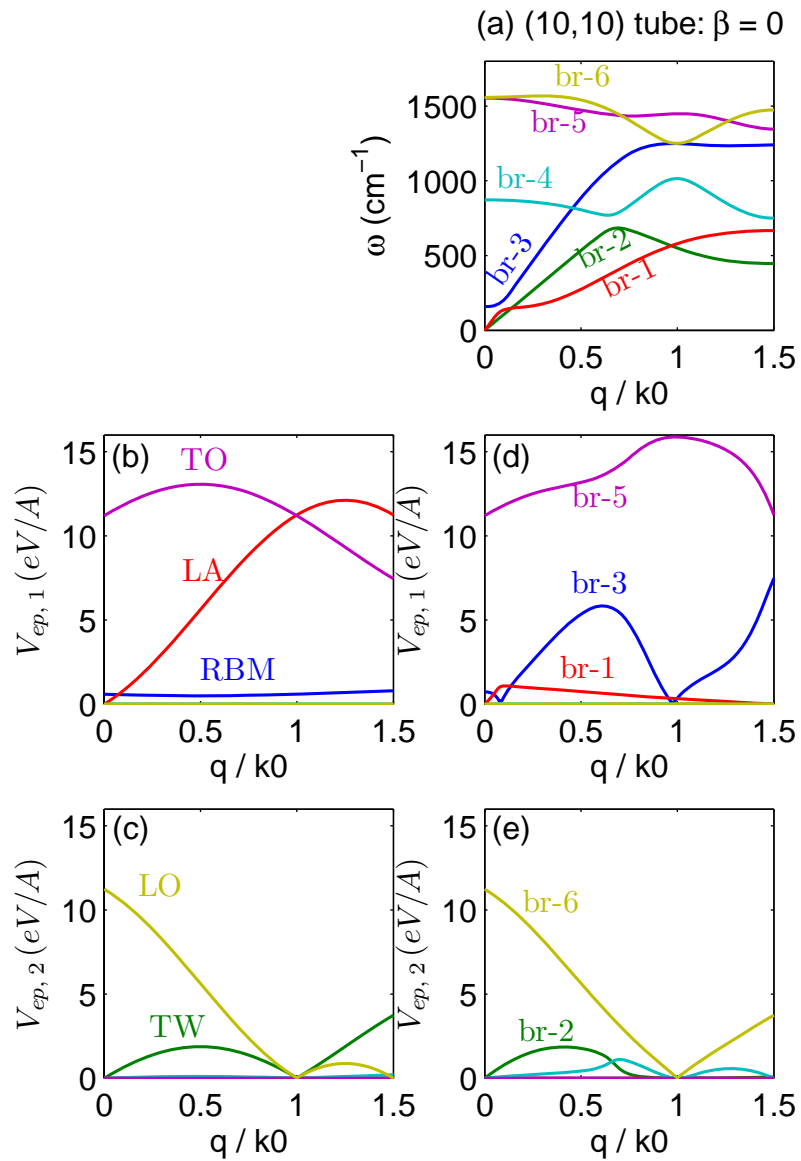 (a) (10,10) tube: β = 0
ω (cm⁻¹)
1500
1000
500
0
br-6
br-5
br-4
br-3
br-2
br-1
0 0.5 1 1.5
q / k0
(b)
V_{ep, 1} (eV/A)
15
10
5
0
TO
LA
RBM
0 0.5 1 1.5
q / k0
(d)
V_{ep, 1} (eV/A)
15
10
5
0
br-5
br-3
br-1
0 0.5 1 1.5
q / k0
(c)
V_{ep, 2} (eV/A)
15
10
5
0
LO
TW
0 0.5 1 1.5
q / k0
(e)
V_{ep, 2} (eV/A)
15
10
5
0
br-6
br-2
0 0.5 1 1.5
q / k0